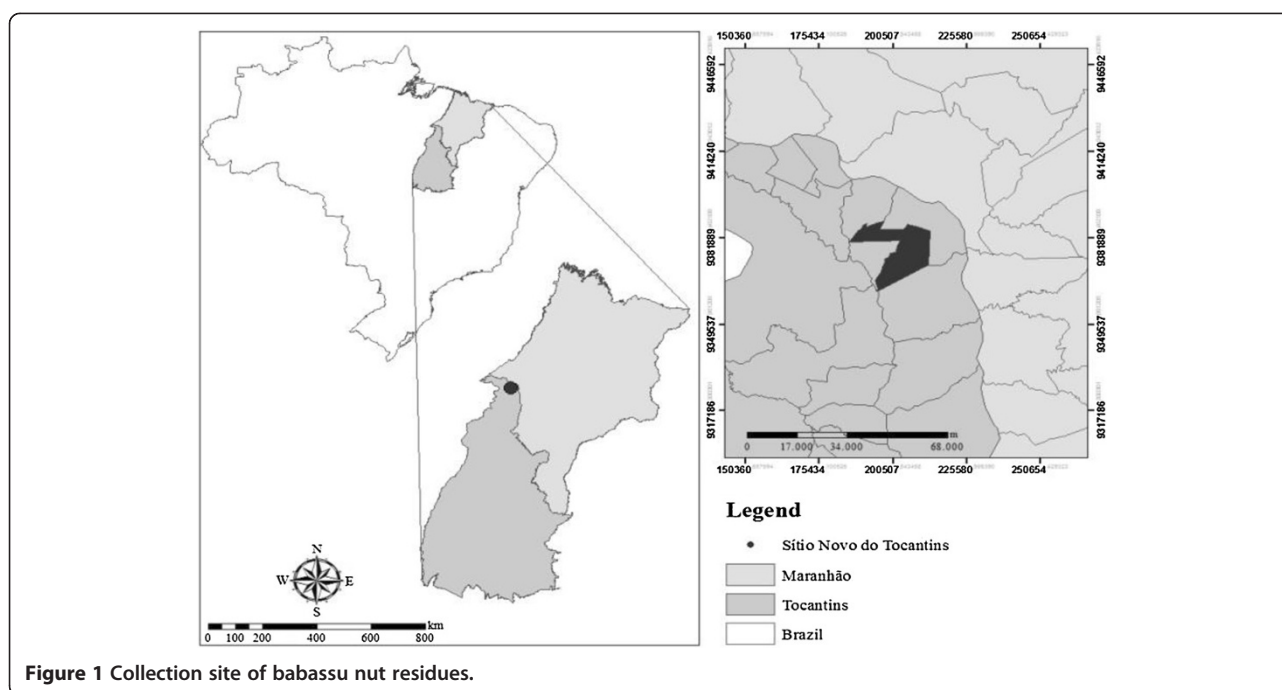 150360 175434 200507 225580 250654
9446592
9414240
9381889
9349537
9317186
9446592
9414240
9381889
9349537
9317186
0 17.000 34.000 68.000 m
150360 175434 200507 225580 250654
N
W E
S
km
0 100 200 400 600 800
Legend
Sítio Novo do Tocantins
Maranhão
Tocantins
Brazil
Figure 1 Collection site of babassu nut residues.